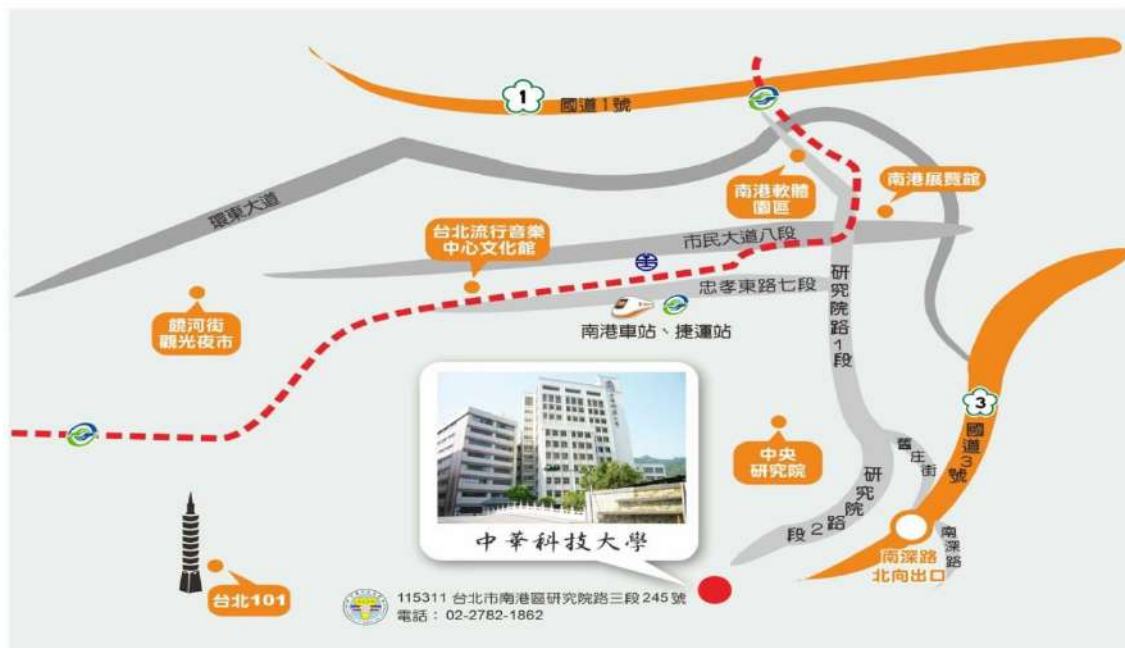 1
國道1號
環東大道
南港軟體
園區
南港展覽館
市民大道八段
台北流行音樂
中心文化館
忠孝東路七段
研究院路1段
饒河街
觀光夜市
南港車站、捷運站
3
國道3號
中央
研究院
舊庄街
研究院路2段
南深路
南深路
北向出口
中華科技大學
台北101
115311 台北市南港區研究院路三段245號
電話： 02-2782-1862